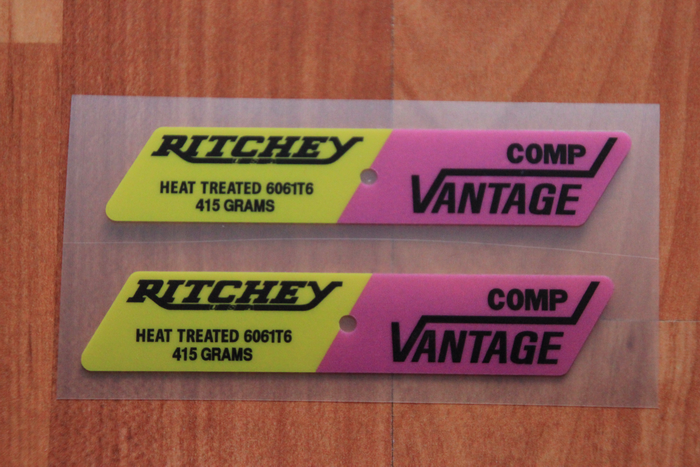 RITCHEY
HEAT TREATED 6061T6
415 GRAMS
COMP
VANTAGE
RITCHEY
HEAT TREATED 6061T6
415 GRAMS
COMP
VANTAGE